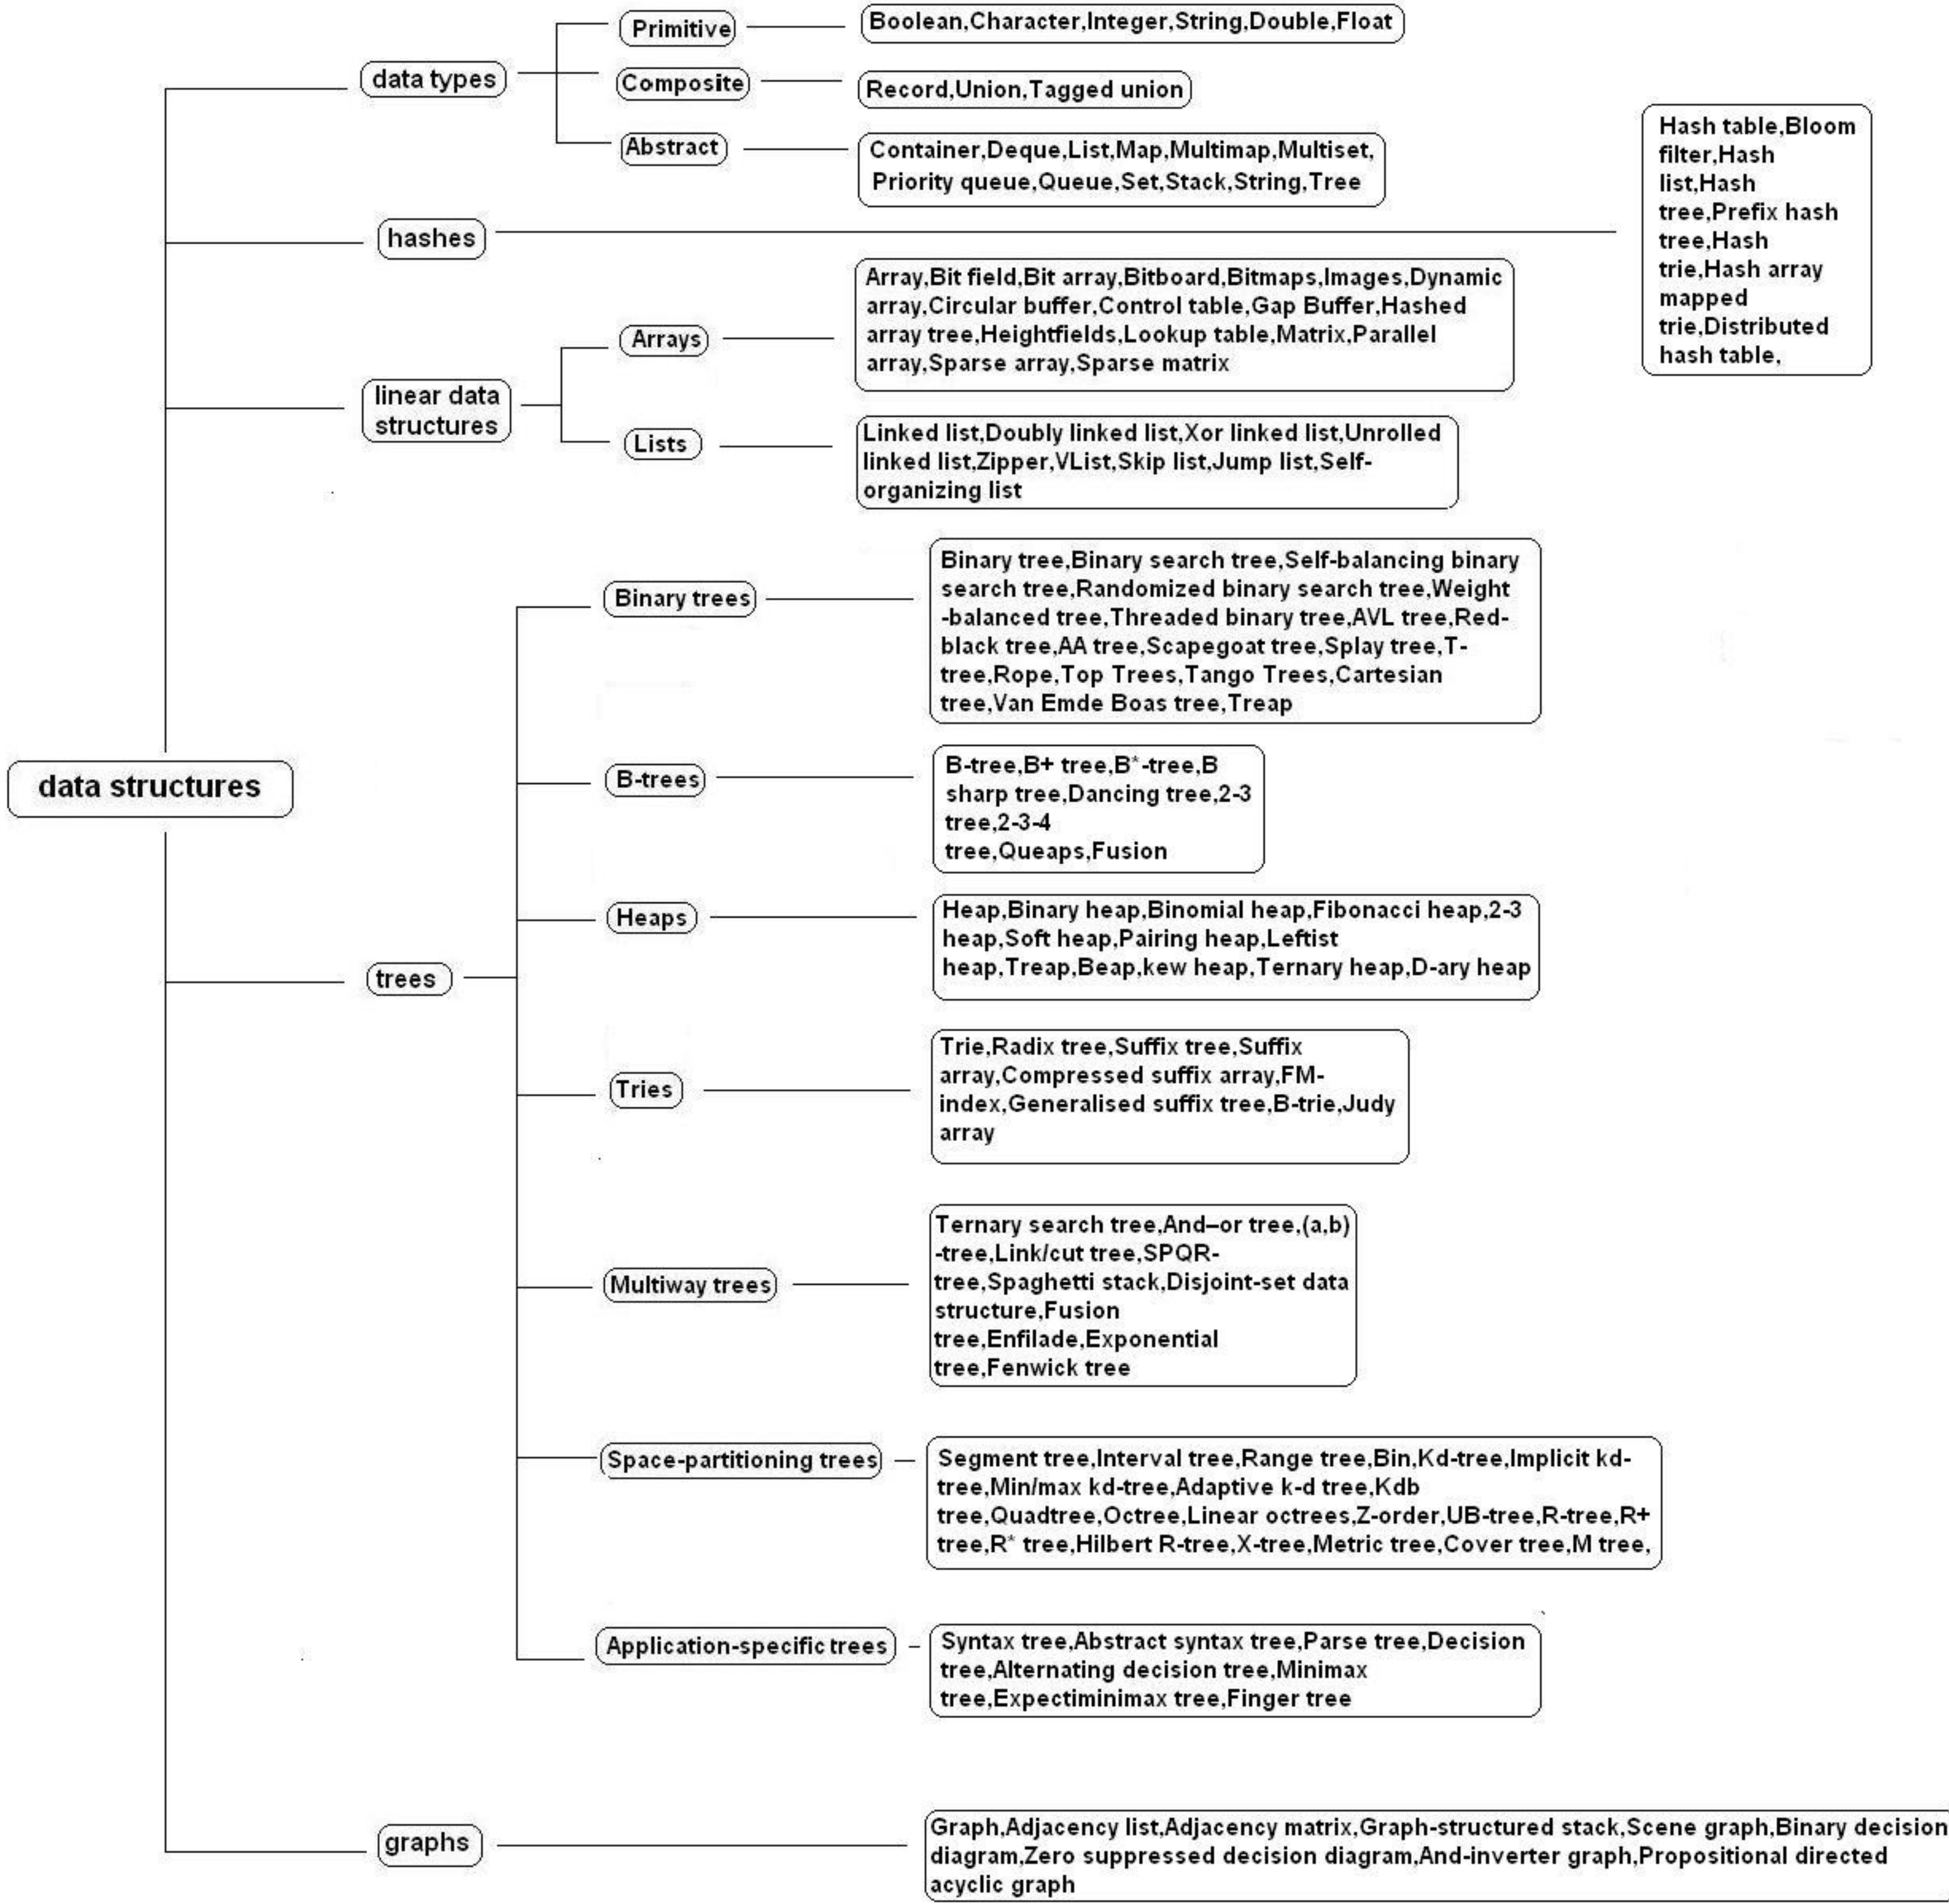 data structures
data types
Primitive
Boolean,Character,Integer,String,Double,Float
Composite
Record,Union,Tagged union
Abstract
Container,Deque,List,Map,Multimap,Multiset,
Priority queue,Queue,Set,Stack,String,Tree
hashes
Hash table,Bloom
filter,Hash
list,Hash
tree,Prefix hash
tree,Hash
trie,Hash array
mapped
trie,Distributed
hash table,
linear data
structures
Arrays
Array,Bit field,Bit array,Bitboard,Bitmaps,Images,Dynamic
array,Circular buffer,Control table,Gap Buffer,Hashed
array tree,Heightfields,Lookup table,Matrix,Parallel
array,Sparse array,Sparse matrix
Lists
Linked list,Doubly linked list,Xor linked list,Unrolled
linked list,Zipper,VList,Skip list,Jump list,Self-
organizing list
trees
Binary trees
Binary tree,Binary search tree,Self-balancing binary
search tree,Randomized binary search tree,Weight
-balanced tree,Threaded binary tree,AVL tree,Red-
black tree,AA tree,Scapegoat tree,Splay tree,T-
tree,Rope,Top Trees,Tango Trees,Cartesian
tree,Van Emde Boas tree,Treap
B-trees
B-tree,B+ tree,B*-tree,B
sharp tree,Dancing tree,2-3
tree,2-3-4
tree,Queaps,Fusion
Heaps
Heap,Binary heap,Binomial heap,Fibonacci heap,2-3
heap,Soft heap,Pairing heap,Leftist
heap,Treap,Beap,kew heap,Ternary heap,D-ary heap
Tries
Trie,Radix tree,Suffix tree,Suffix
array,Compressed suffix array,FM-
index,Generalised suffix tree,B-trie,Judy
array
Multiway trees
Ternary search tree,And–or tree,(a,b)
-tree,Link/cut tree,SPQR-
tree,Spaghetti stack,Disjoint-set data
structure,Fusion
tree,Enfilade,Exponential
tree,Fenwick tree
Space-partitioning trees
Segment tree,Interval tree,Range tree,Bin,Kd-tree,Implicit kd-
tree,Min/max kd-tree,Adaptive k-d tree,Kdb
tree,Quadtree,Octree,Linear octrees,Z-order,UB-tree,R-tree,R+
tree,R* tree,Hilbert R-tree,X-tree,Metric tree,Cover tree,M tree,
Application-specific trees
Syntax tree,Abstract syntax tree,Parse tree,Decision
tree,Alternating decision tree,Minimax
tree,Expectiminimax tree,Finger tree
graphs
Graph,Adjacency list,Adjacency matrix,Graph-structured stack,Scene graph,Binary decision
diagram,Zero suppressed decision diagram,And-inverter graph,Propositional directed
acyclic graph